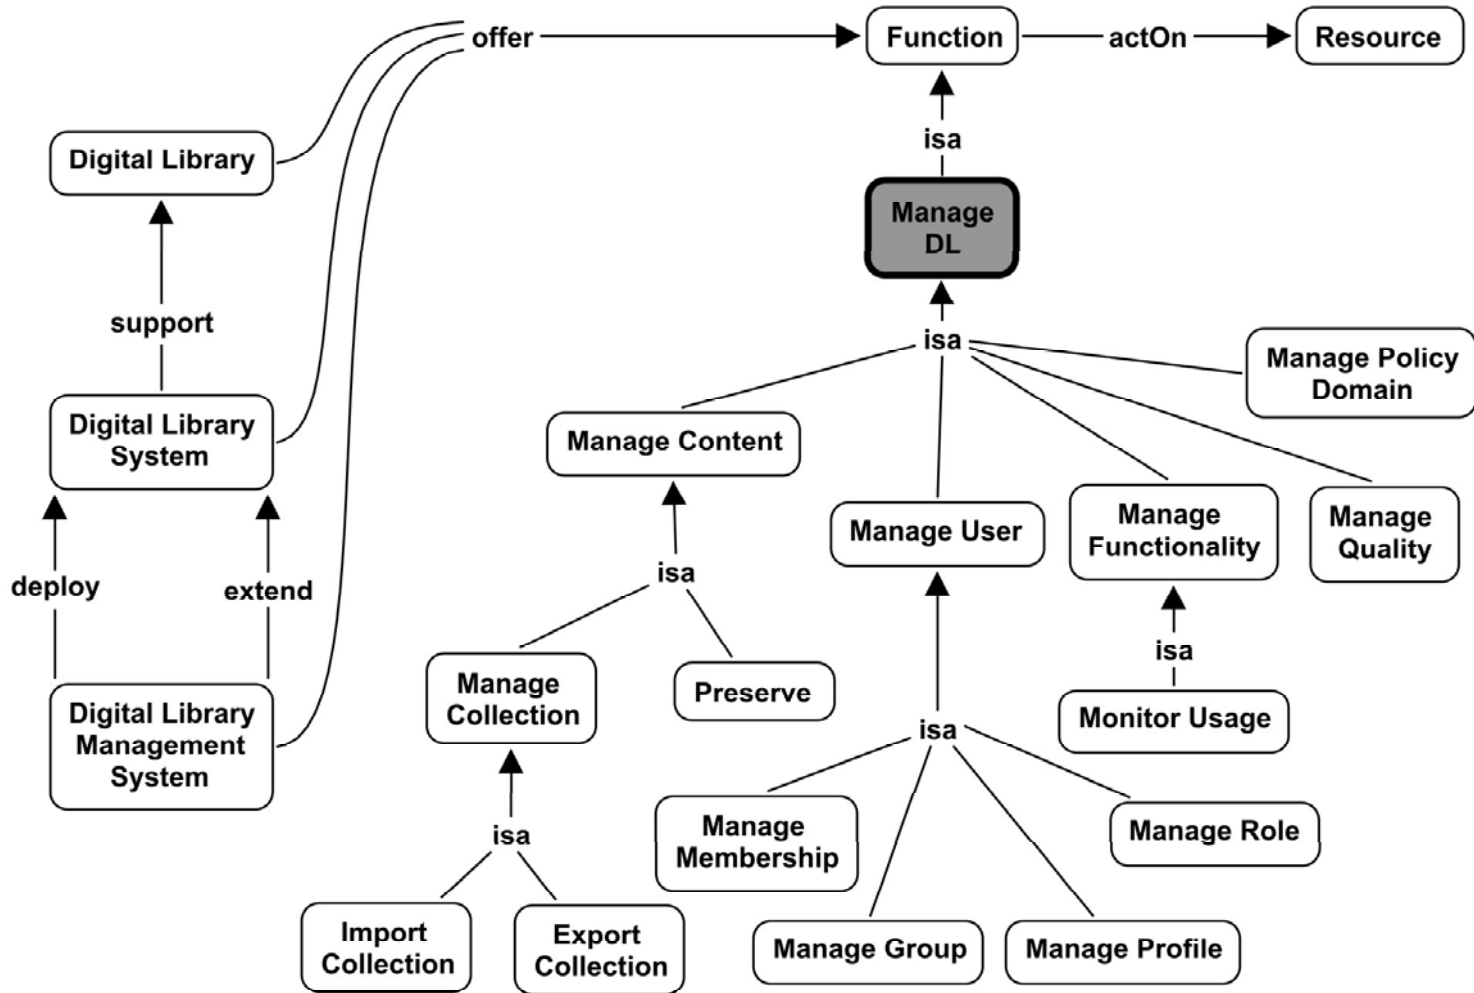 offer
Function
actOn
Resource
isa
Digital Library
Manage
DL
support
isa
Manage Policy
Domain
Digital Library
System
Manage Content
Manage User
Manage
Functionality
Manage
Quality
deploy
extend
isa
isa
Manage
Collection
Preserve
Monitor Usage
Digital Library
Management
System
isa
Manage
Membership
Manage Role
isa
Import
Collection
Export
Collection
Manage Group
Manage Profile